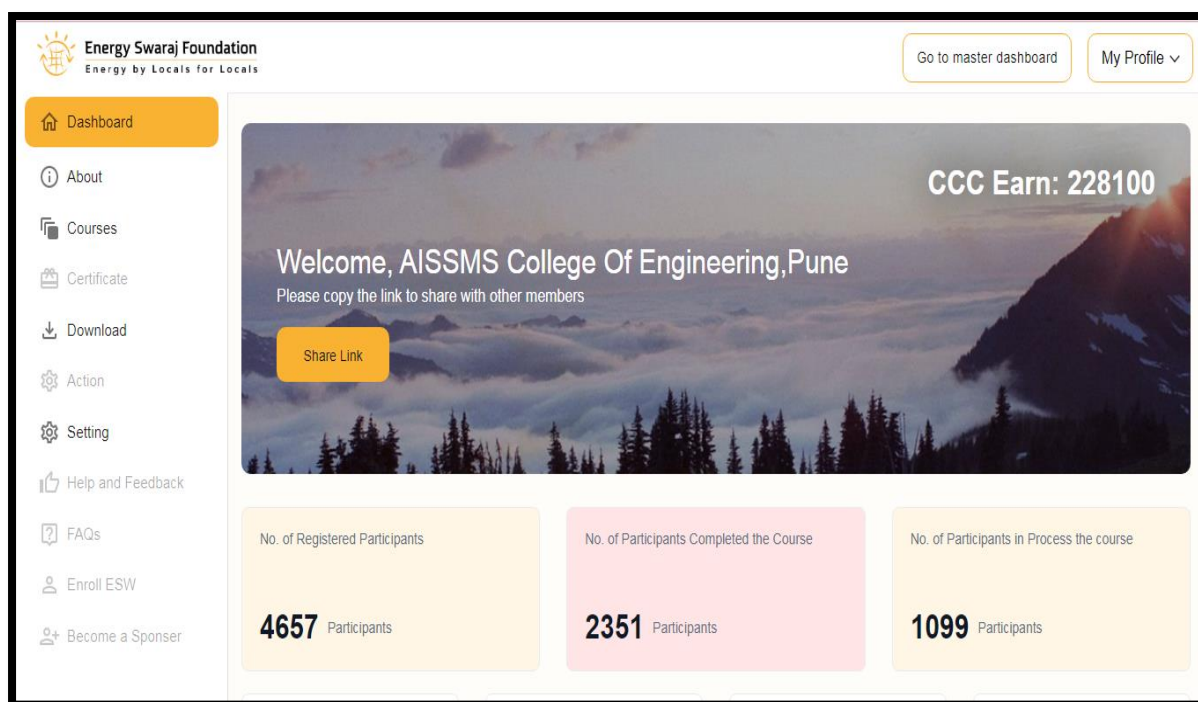 Energy Swaraj Foundation
Energy by Locals for Locals
Go to master dashboard
My Profile
Dashboard
About
Courses
Certificate
Download
Action
Setting
Help and Feedback
FAQs
Enroll ESW
Become a Sponser
CCC Earn: 228100
Welcome, AISSMS College Of Engineering,Pune
Please copy the link to share with other members
Share Link
No. of Registered Participants
4657 Participants
No. of Participants Completed the Course
2351 Participants
No. of Participants in Process the course
1099 Participants